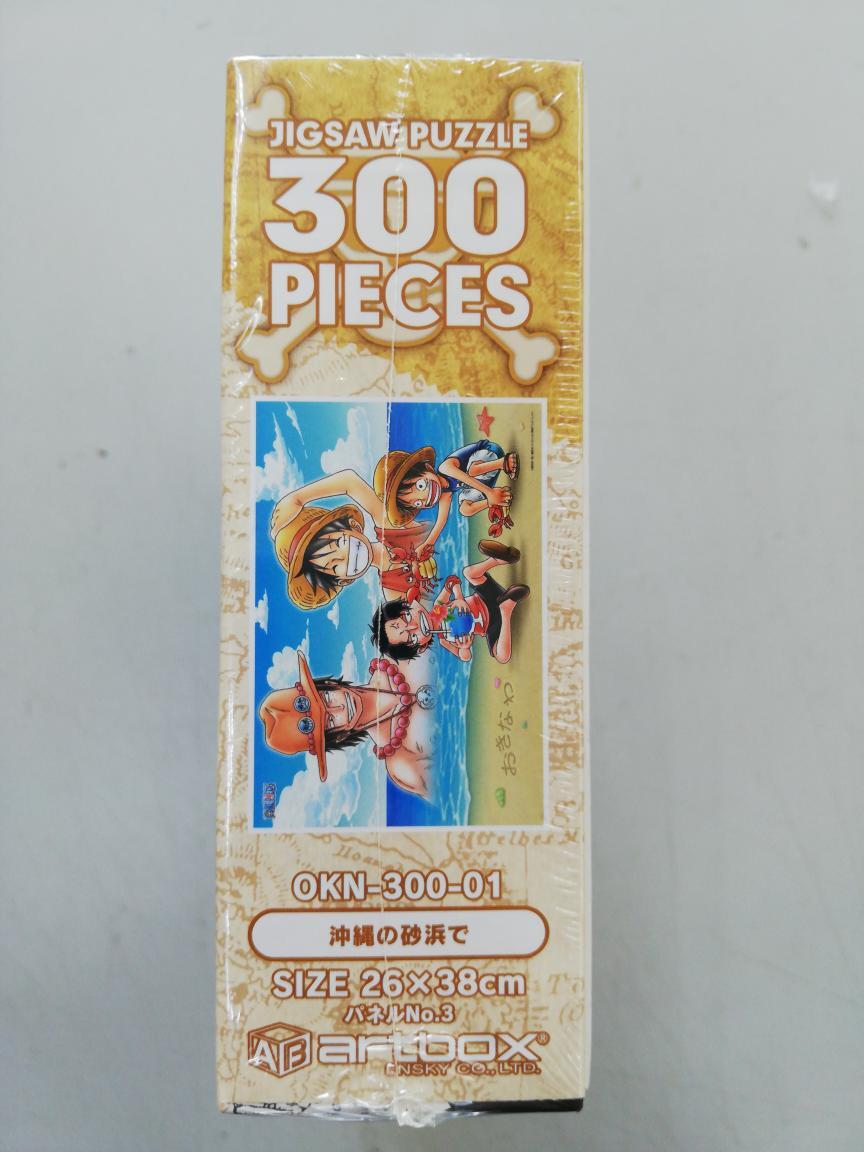 JIGSAW PUZZLE
300
PIECES
おきなわ
OKN-300-01
沖縄の砂浜で
SIZE 26×38cm
パネルNo.3
AB artbox®
ENSKY CO., LTD.